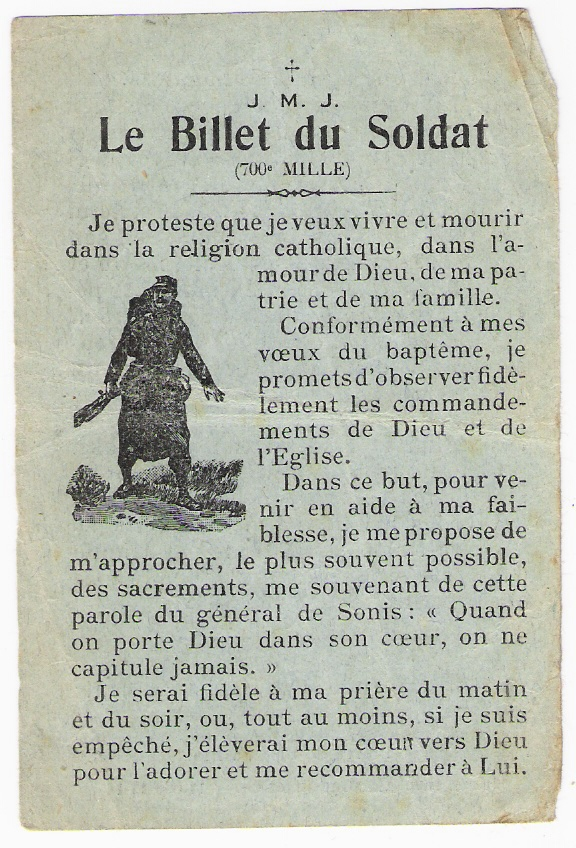 J. M. J.
Le Billet du Soldat
(700e MILLE)
Je proteste que je veux vivre et mourir
dans la religion catholique, dans l'a-
mour de Dieu, de ma pa-
trie et de ma famille.
Conformément à mes
vœux du baptême, je
promets d'observer fidè-
lement les commande-
ments de Dieu et de
l'Eglise.
Dans ce but, pour ve-
nir en aide à ma fai-
blesse, je me propose de
m'approcher, le plus souvent possible,
des sacrements, me souvenant de cette
parole du général de Sonis : « Quand
on porte Dieu dans son cœur, on ne
capitule jamais. »
Je serai fidèle à ma prière du matin
et du soir, ou, tout au moins, si je suis
empêché, j'élèverai mon cœur vers Dieu
pour l'adorer et me recommander à Lui.